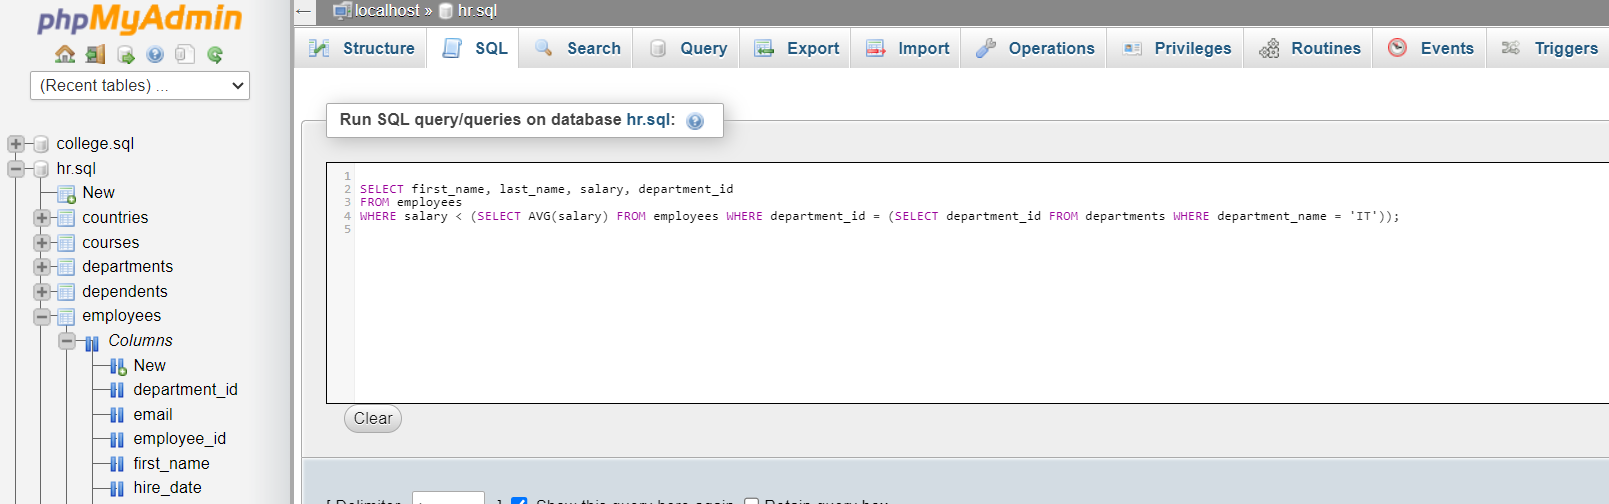 phpMyAdmin
(Recent tables) ...
college.sql
hr.sql
New
countries
courses
departments
dependents
employees
Columns
New
department_id
email
employee_id
first_name
hire_date
← localhost » hr.sql
Structure SQL Search Query Export Import Operations Privileges Routines Events Triggers
Run SQL query/queries on database hr.sql:
1
2 SELECT first_name, last_name, salary, department_id
3 FROM employees
4 WHERE salary < (SELECT AVG(salary) FROM employees WHERE department_id = (SELECT department_id FROM departments WHERE department_name = 'IT'));
5
Clear
[ Delimiter ] Show this query here again Retain query box